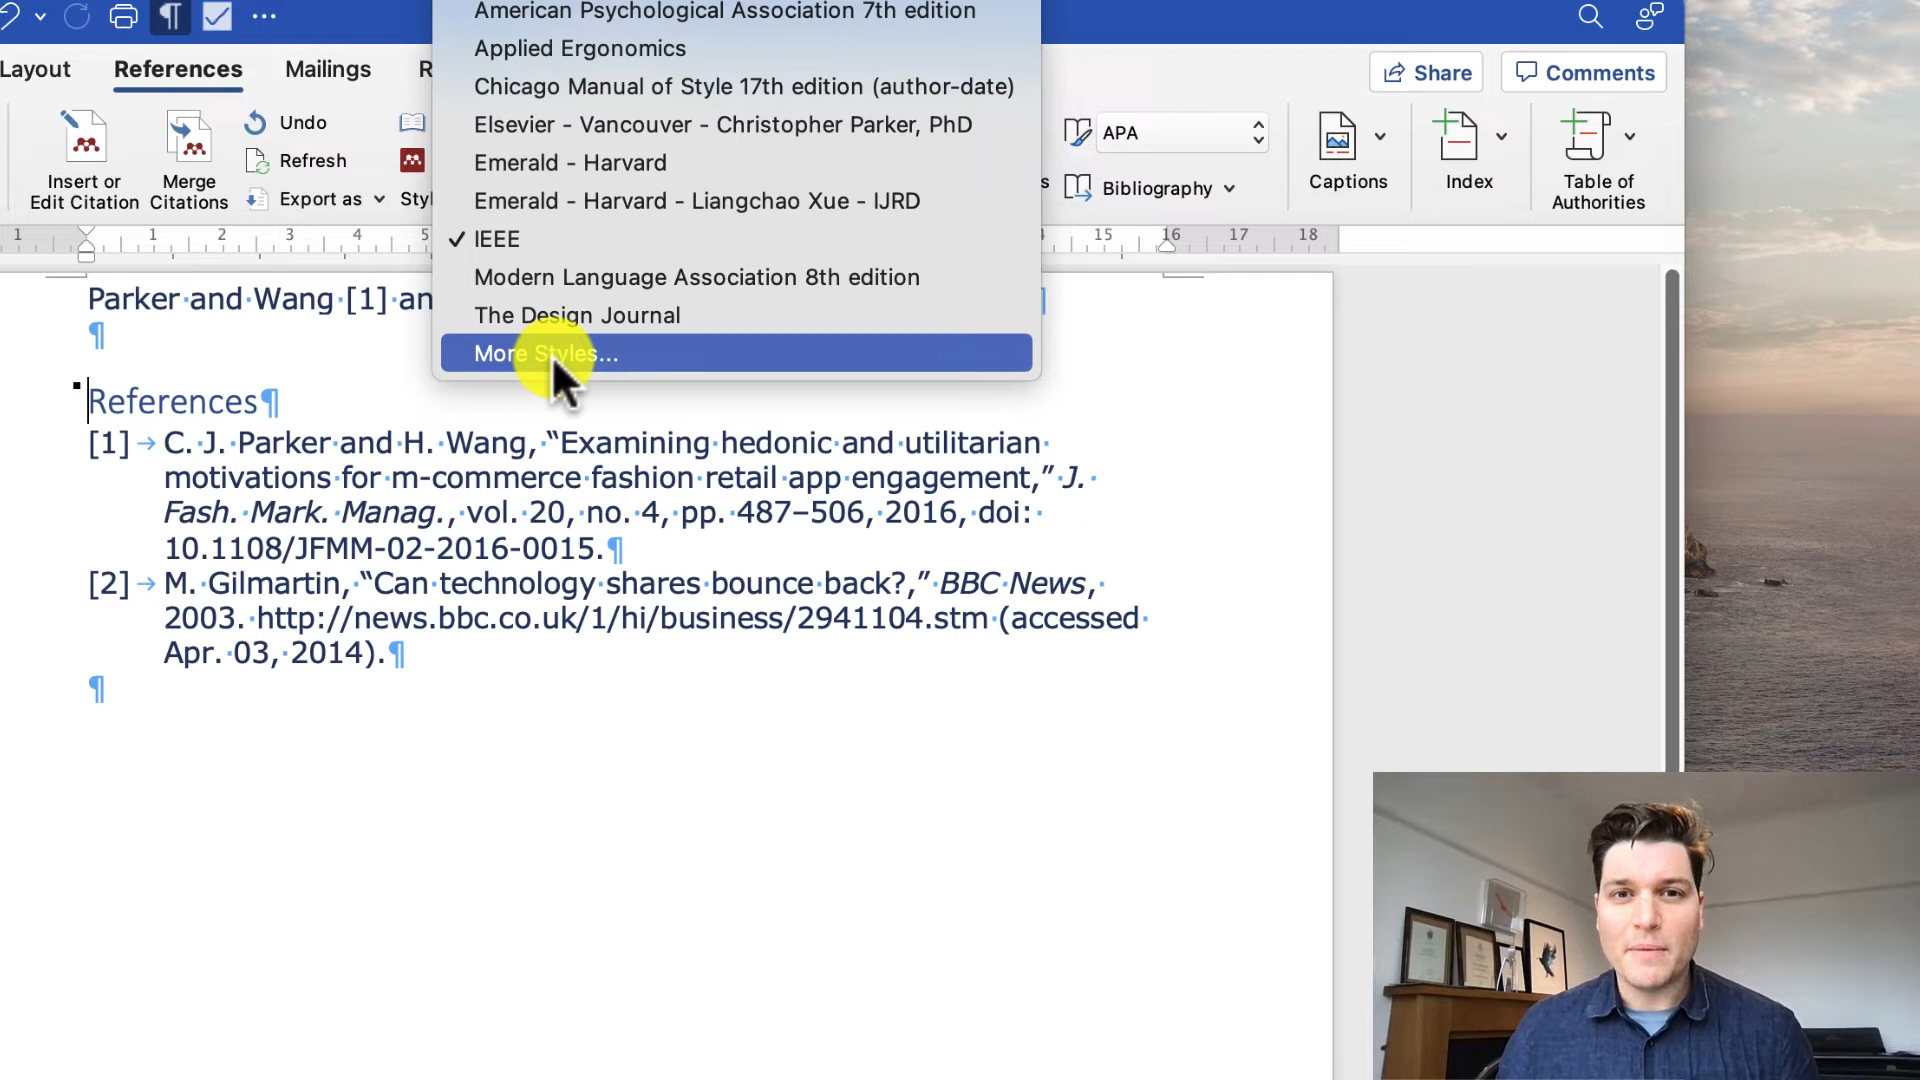 American Psychological Association 7th edition
Applied Ergonomics
Chicago Manual of Style 17th edition (author-date)
Elsevier - Vancouver - Christopher Parker, PhD
Emerald - Harvard
Emerald - Harvard - Liangchao Xue - IJRD
✓ IEEE
Modern Language Association 8th edition
The Design Journal
More Styles...
Layout References Mailings R
Share Comments
Insert or
Edit Citation
Merge
Citations
Undo
Refresh
Export as
Styl
APA
s Bibliography
Captions
Index
Table of
Authorities
1 1 2 3 4 5 15 16 17 18
Parker and Wang [1] an
¶
References¶
[1] → C. J. Parker and H. Wang, “Examining hedonic and utilitarian
motivations for m-commerce fashion retail app engagement,” J.
Fash. Mark. Manag., vol. 20, no. 4, pp. 487–506, 2016, doi:
10.1108/JFMM-02-2016-0015.¶
[2] → M. Gilmartin, “Can technology shares bounce back?,” BBC News,
2003. http://news.bbc.co.uk/1/hi/business/2941104.stm (accessed
Apr. 03, 2014).¶
¶